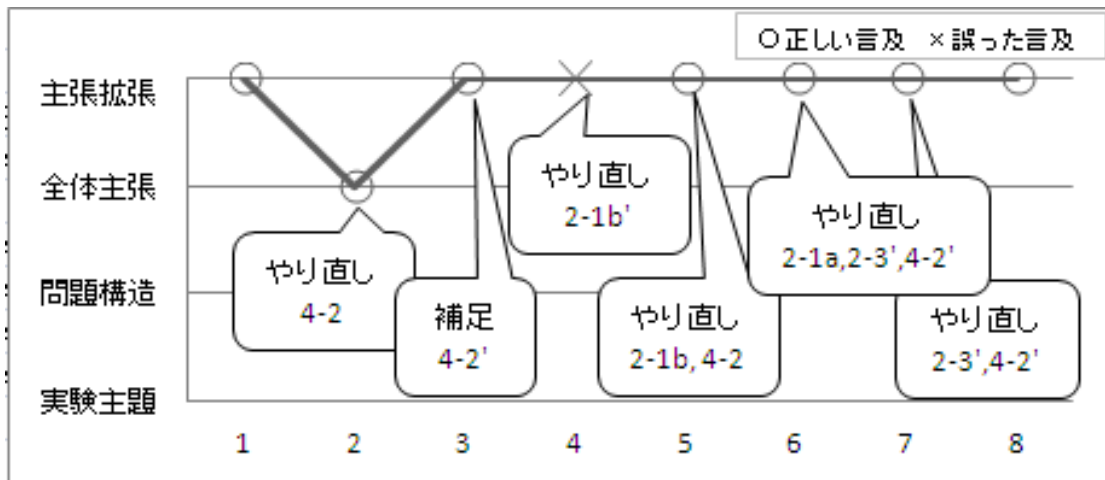 ○正しい言及 ×誤った言及
主張拡張
全体主張
問題構造
実験主題
やり直し
4-2
補足
4-2'
やり直し
2-1b'
やり直し
2-1b, 4-2
やり直し
2-1a,2-3',4-2'
やり直し
2-3',4-2'
1 2 3 4 5 6 7 8